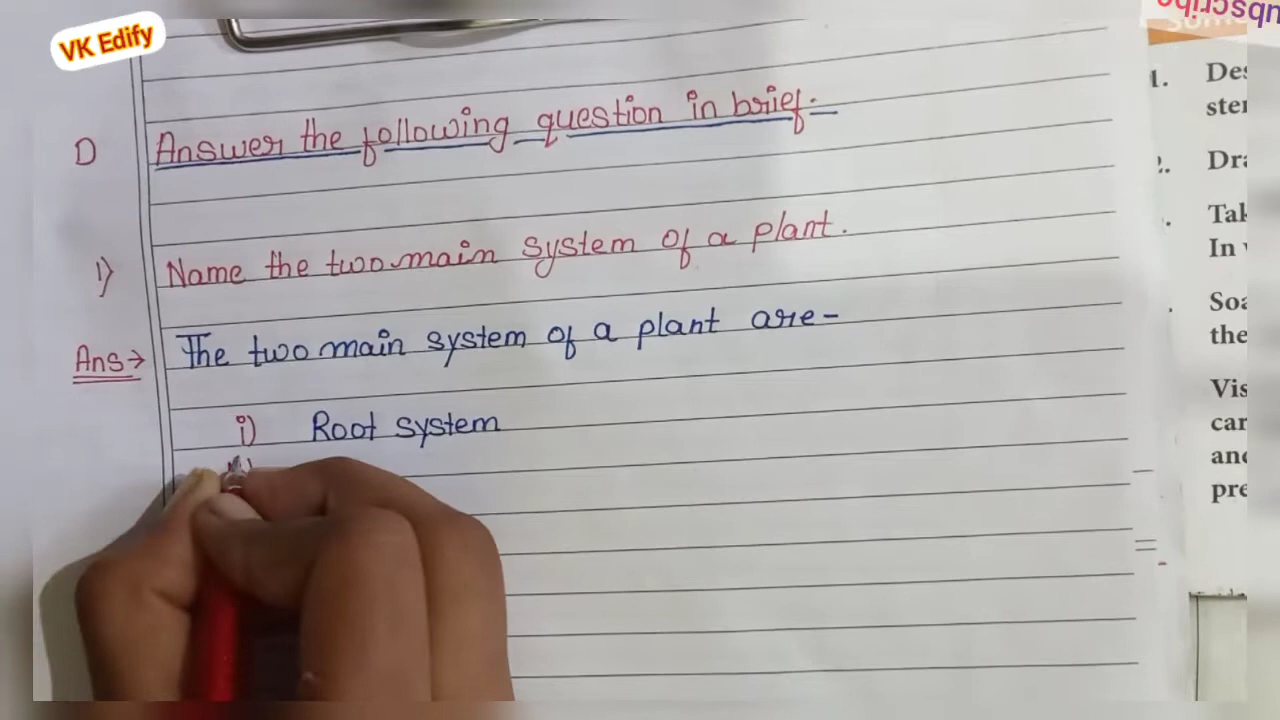 VK Edify
D Answer the following question in brief.
1) Name the two main system of a plant.
Ans→ The two main system of a plant are-
i) Root system
1. Des
ster
2. Dra
Tak
In
Soa
the
Vis
car
and
pre